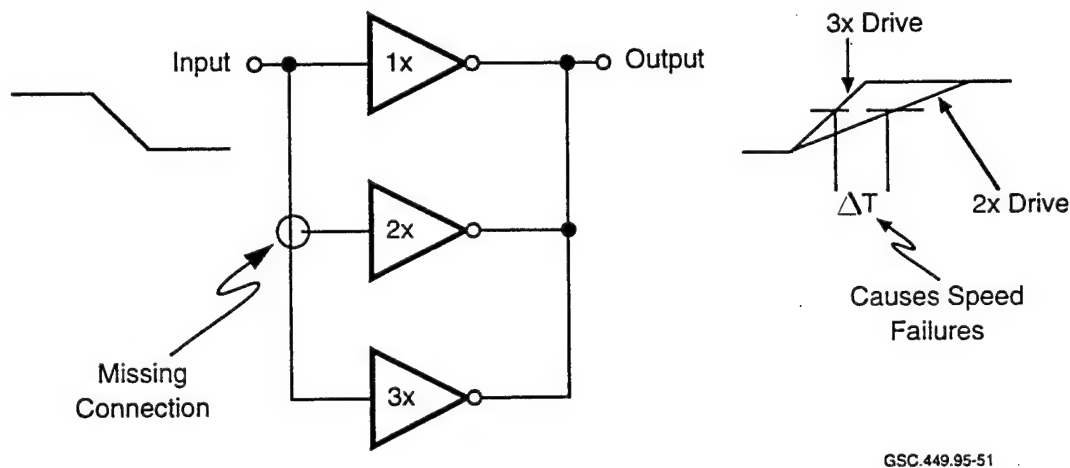 3x Drive
Input
1x
Output
2x
ΔT
2x Drive
Causes Speed
Failures
Missing
Connection
3x
GSC.449.95-51